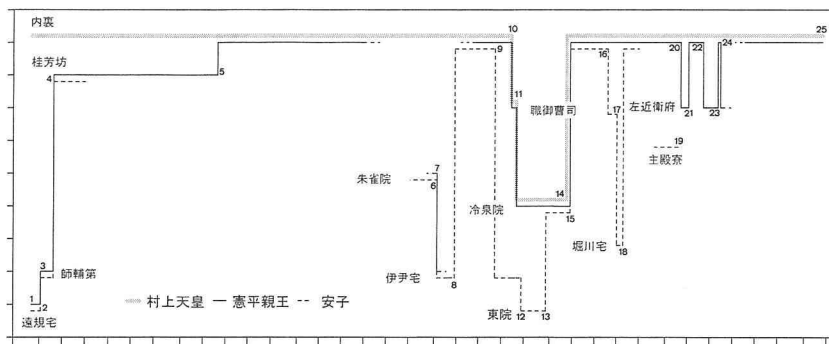 内裏
10
25
桂芳坊
4
5
9
16
20
22
24
11
職御曹司
17
左近衛府
21
23
朱雀院
7
6
19
主殿寮
冷泉院
14
15
3
師輔第
伊尹宅
8
堀川宅
18
1
2
遠規宅
村上天皇
憲平親王
安子
東院
12
13